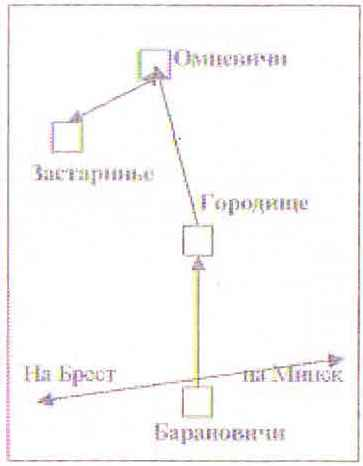 Омневичи
Застаринье
Городище
На Брест
на Минск
Барановичи